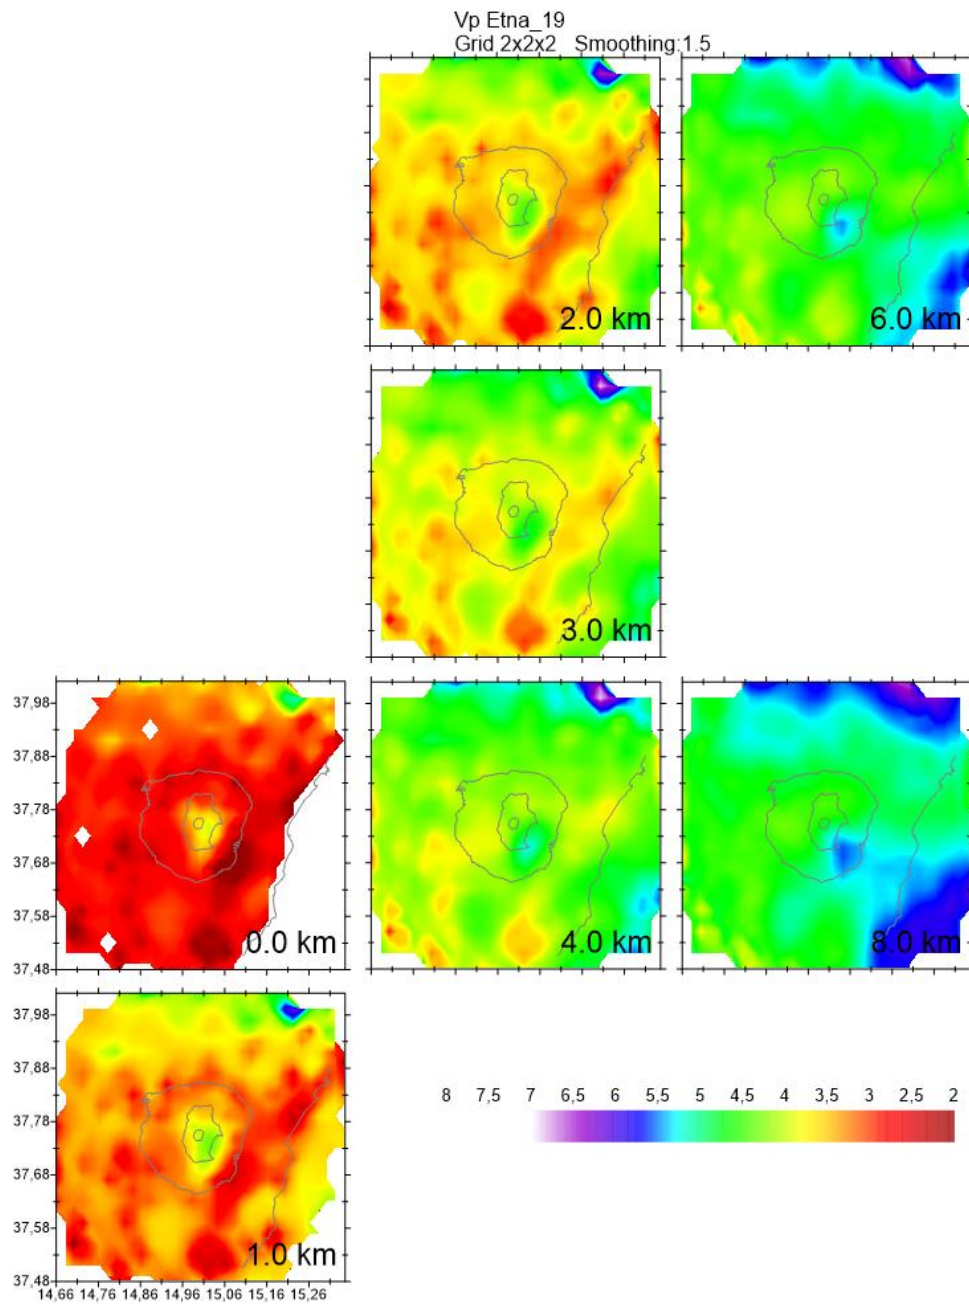 Vp Etna_19
Grid 2x2x2 Smoothing:1.5
2.0 km
6.0 km
3.0 km
37,98
37,88
37,78
37,68
37,58
37,48
0.0 km
4.0 km
8.0 km
37,98
37,88
37,78
37,68
37,58
37,48
1.0 km
14,66 14,76 14,86 14,96 15,06 15,16 15,26
8 7,5 7 6,5 6 5,5 5 4,5 4 3,5 3 2,5 2